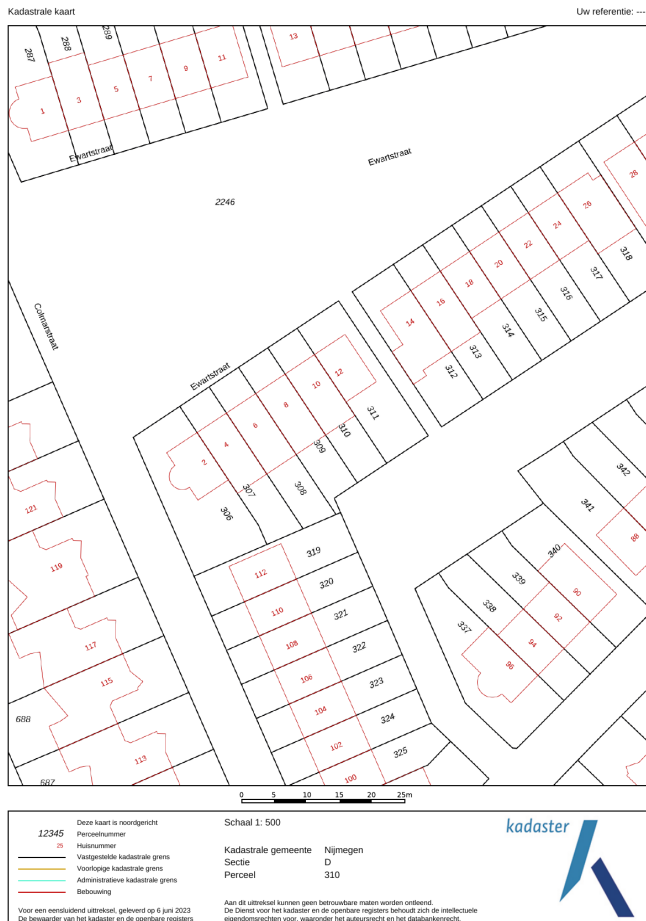 Kadastrale kaart
Uw referentie: ---
287
288
289
1
3
5
7
9
11
13
Ewartstraat
Ewartstraat
2246
28
26
24
22
20
18
16
14
318
317
316
315
314
313
312
Colmarstraat
Ewartstraat
12
10
8
6
4
2
311
310
309
308
307
306
342
341
340
339
338
337
88
90
92
94
96
121
119
117
115
113
688
687
112
110
108
106
104
102
100
319
320
321
322
323
324
325
0 5 10 15 20 25m
Deze kaart is noordgericht
12345 Perceelnummer
25 Huisnummer
Vastgestelde kadastrale grens
Voorlopige kadastrale grens
Administratieve kadastrale grens
Bebouwing
Voor een eensluidend uittreksel, geleverd op 6 juni 2023
De bewaarder van het kadaster en de openbare registers
Schaal 1: 500
Kadastrale gemeente Nijmegen
Sectie D
Perceel 310
Aan dit uittreksel kunnen geen betrouwbare maten worden ontleend.
De Dienst voor het kadaster en de openbare registers behoudt zich de intellectuele
eigendomsrechten voor, waaronder het auteursrecht en het databankenrecht.
kadaster